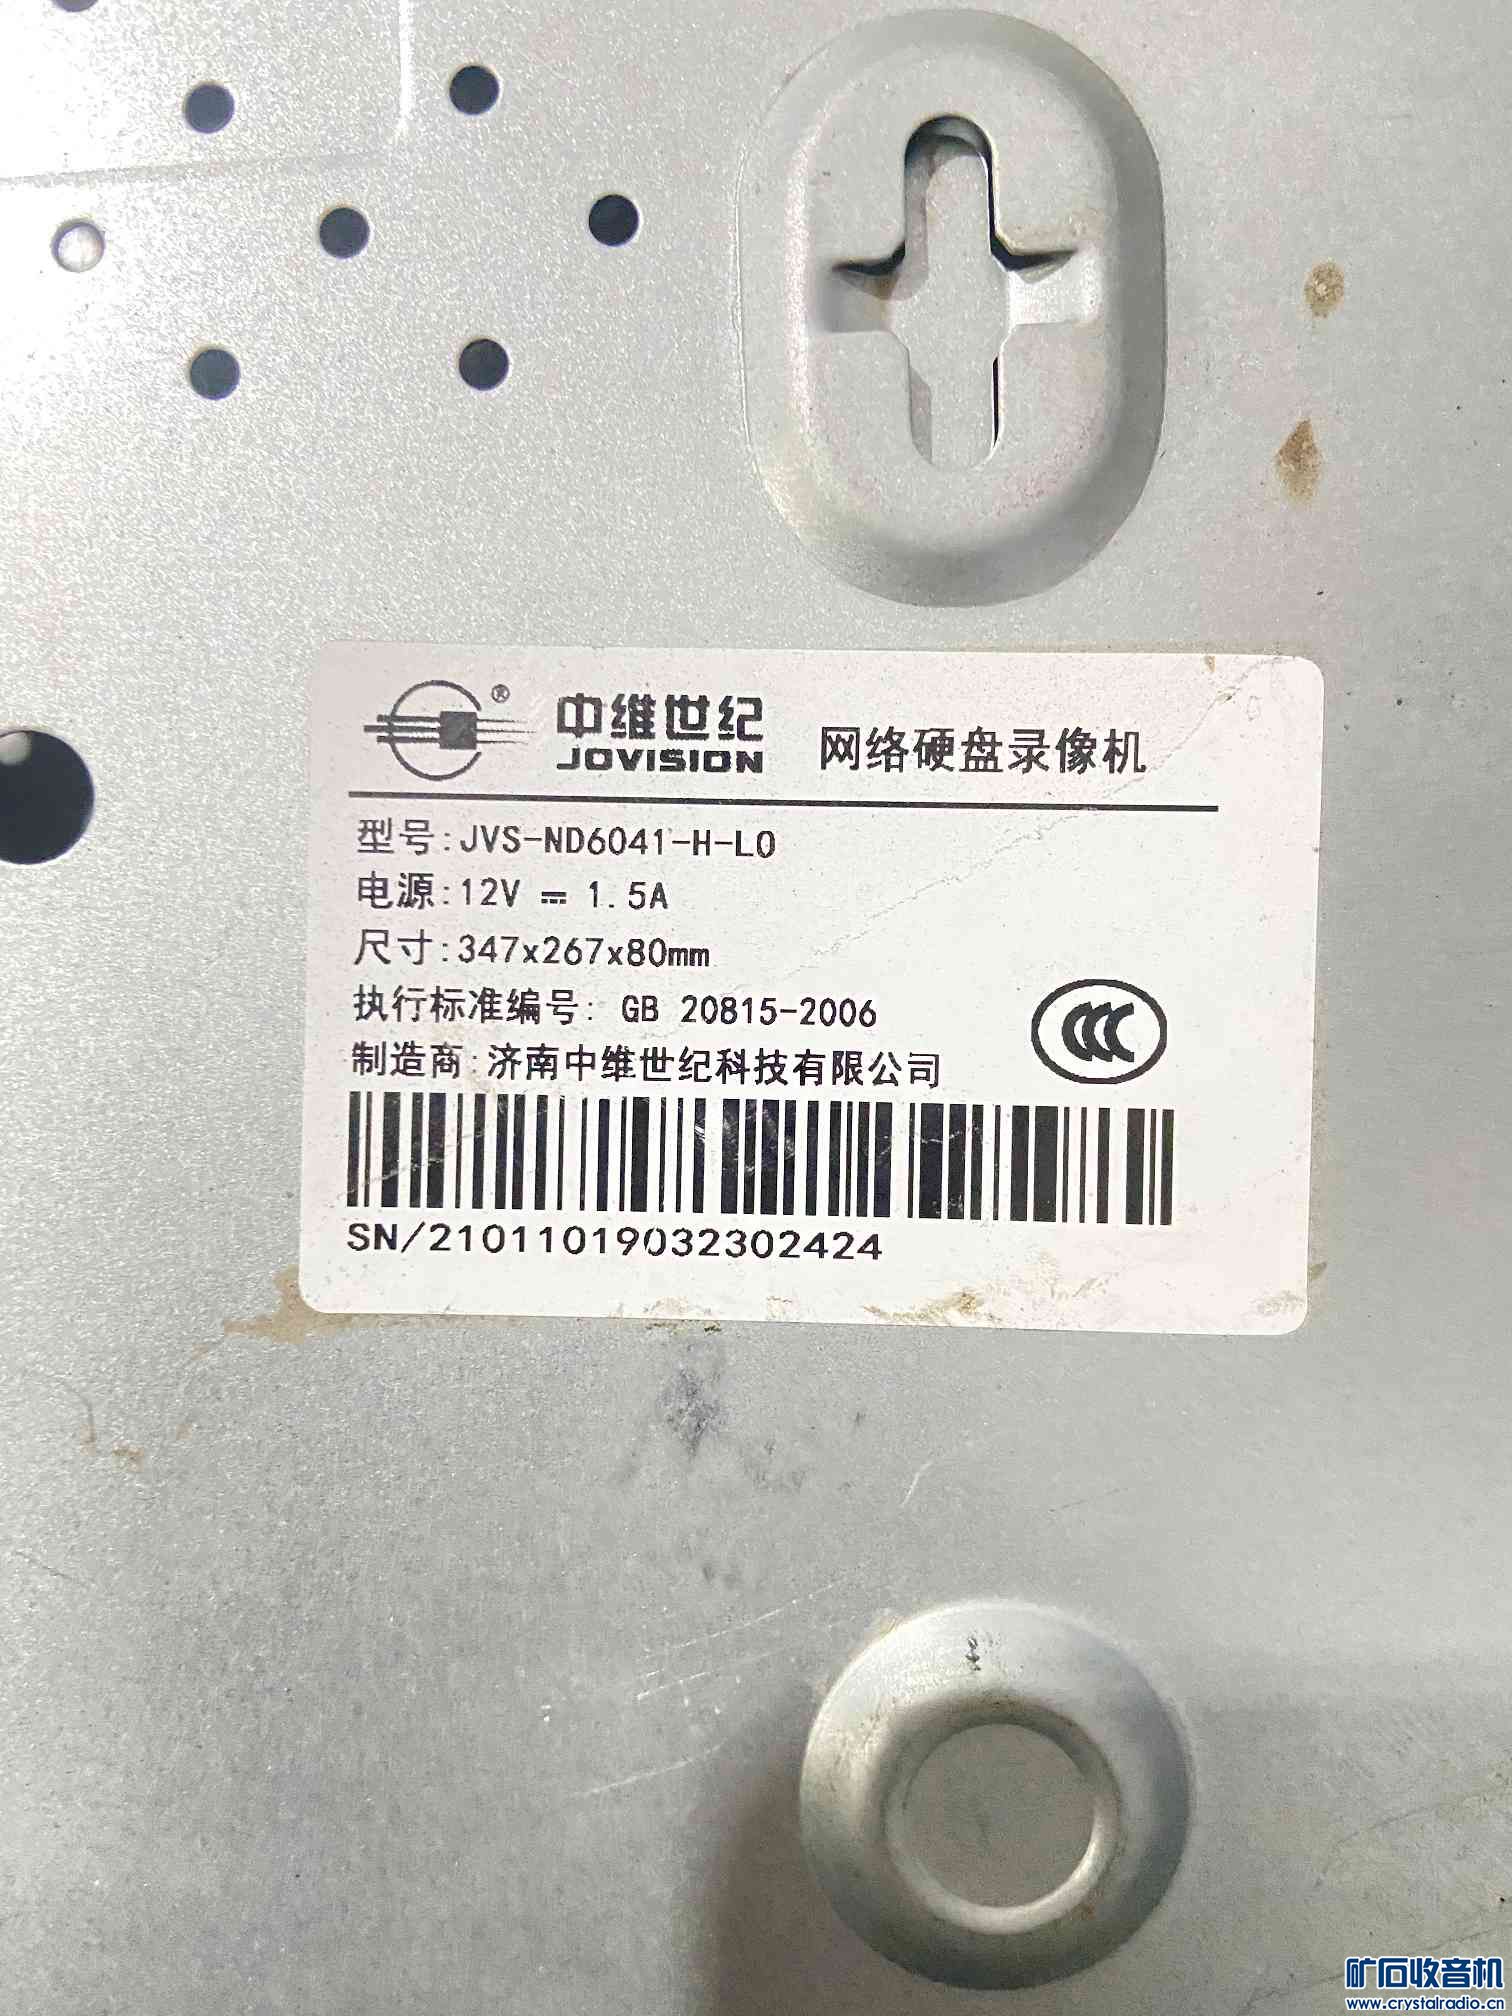 ® 中维世纪 网络硬盘录像机
JOVISION
型号:JVS-ND6041-H-L0
电源:12V ⎓ 1.5A
尺寸:347x267x80mm
执行标准编号: GB 20815-2006
制造商:济南中维世纪科技有限公司
CCC
SN/21011019032302424
矿石收音机
www.crystalradio.cn